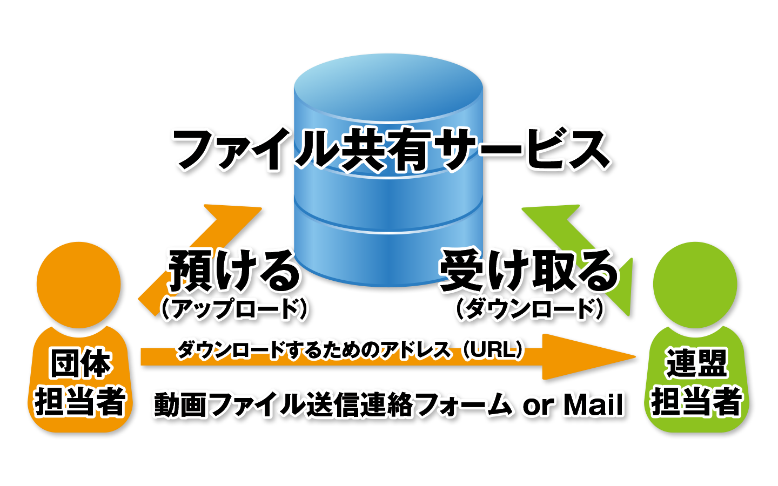 ファイル共有サービス
預ける
(アップロード)
受け取る
(ダウンロード)
ダウンロードするためのアドレス (URL)
団体
担当者
連盟
担当者
動画ファイル送信連絡フォーム or Mail